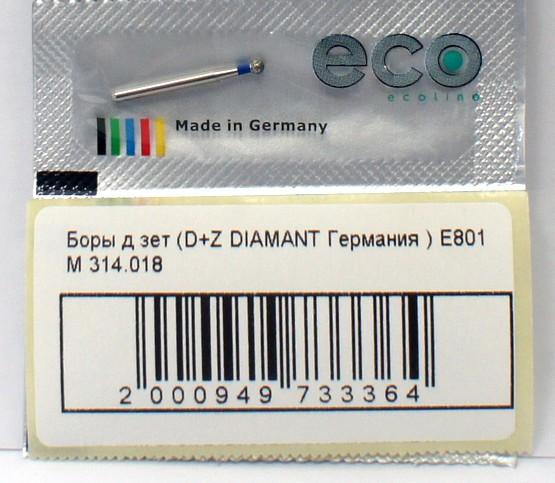 eco
ecoline
Made in Germany
Боры д зет (D+Z DIAMANT Германия ) E801
M 314.018
2 000949 733364